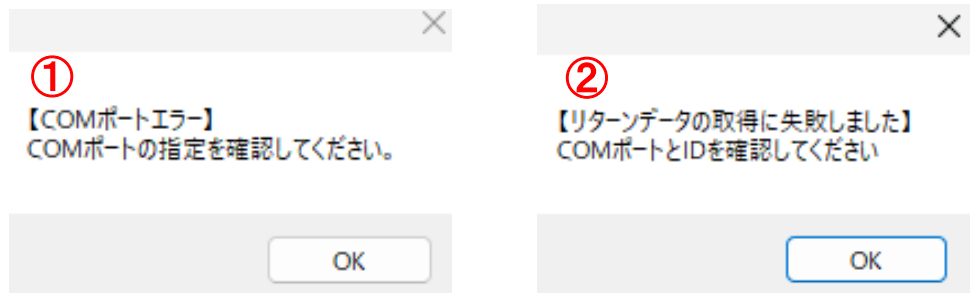 ①
【COMポートエラー】
COMポートの指定を確認してください。
OK
②
【リターンデータの取得に失敗しました】
COMポートとIDを確認してください
OK